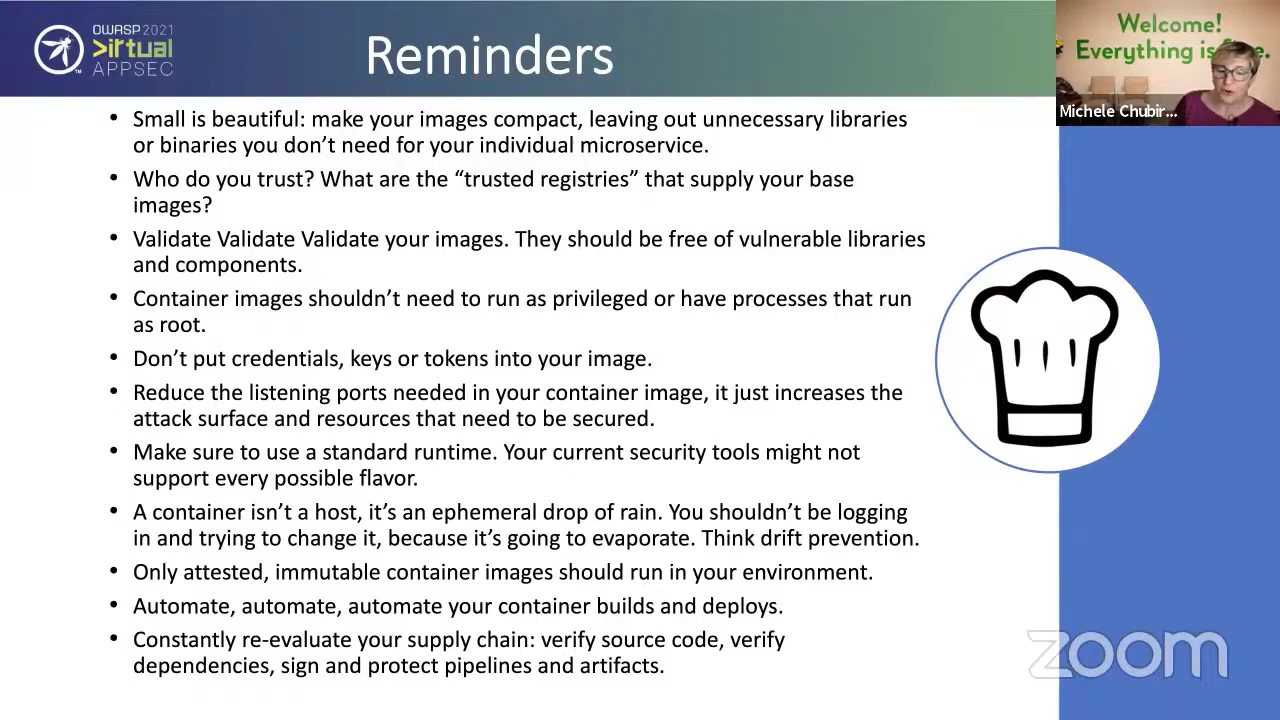 OWASP 2021
>irtual
APPSEC
Reminders
Welcome!
Everything is
Michele Chubir...
• Small is beautiful: make your images compact, leaving out unnecessary libraries
or binaries you don’t need for your individual microservice.
• Who do you trust? What are the “trusted registries” that supply your base
images?
• Validate Validate Validate your images. They should be free of vulnerable libraries
and components.
• Container images shouldn’t need to run as privileged or have processes that run
as root.
• Don’t put credentials, keys or tokens into your image.
• Reduce the listening ports needed in your container image, it just increases the
attack surface and resources that need to be secured.
• Make sure to use a standard runtime. Your current security tools might not
support every possible flavor.
• A container isn’t a host, it’s an ephemeral drop of rain. You shouldn’t be logging
in and trying to change it, because it’s going to evaporate. Think drift prevention.
• Only attested, immutable container images should run in your environment.
• Automate, automate, automate your container builds and deploys.
• Constantly re-evaluate your supply chain: verify source code, verify
dependencies, sign and protect pipelines and artifacts.
zoom